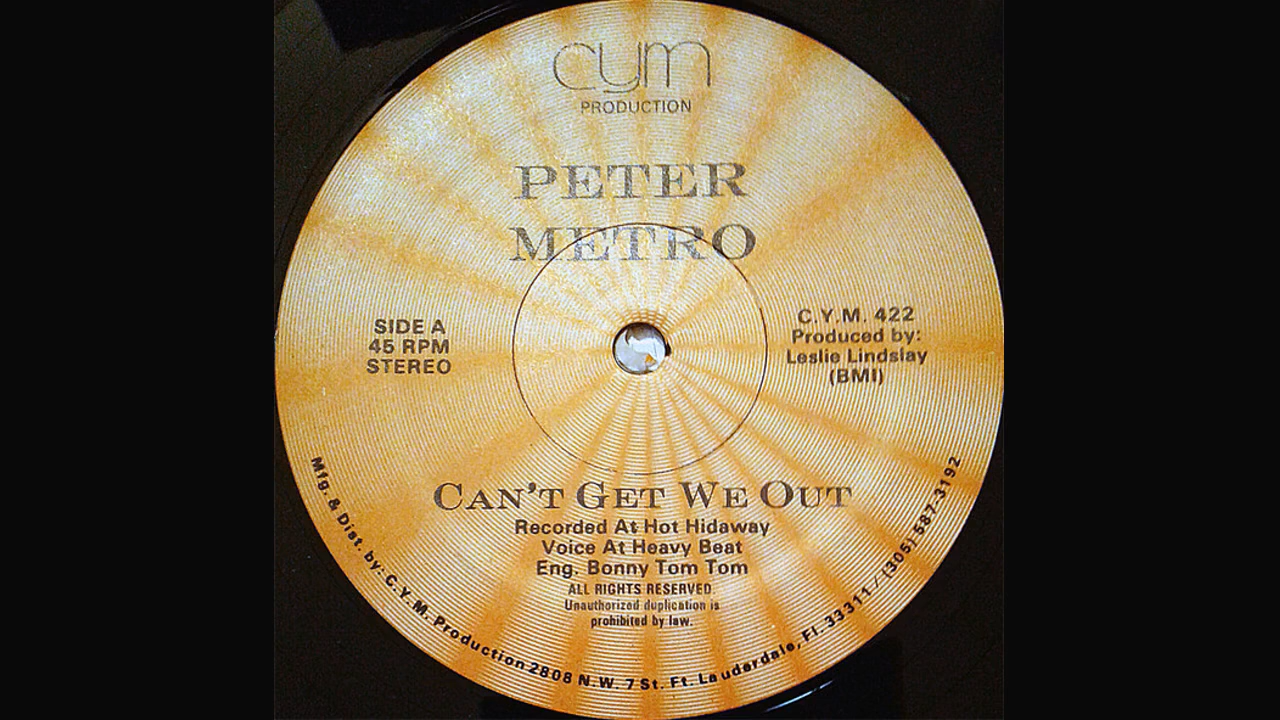 cym
PRODUCTION
PETER
METRO
SIDE A
45 RPM
STEREO
C.Y.M. 422
Produced by:
Leslie Lindslay
(BMI)
CAN'T GET WE OUT
Recorded At Hot Hidaway
Voice At Heavy Beat
Eng. Bonny Tom Tom
ALL RIGHTS RESERVED.
Unauthorized duplication is
prohibited by law.
Mfg. & Dist. by: C.Y.M. Production 2808 N.W. 7 St. Ft. Lauderdale, Fl. 33311 / (305) 587-3192